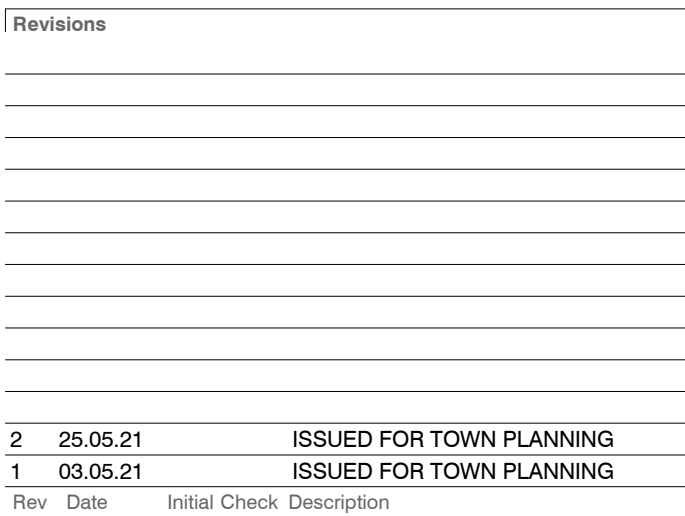 Revisions
2 25.05.21 ISSUED FOR TOWN PLANNING
1 03.05.21 ISSUED FOR TOWN PLANNING
Rev Date Initial Check Description